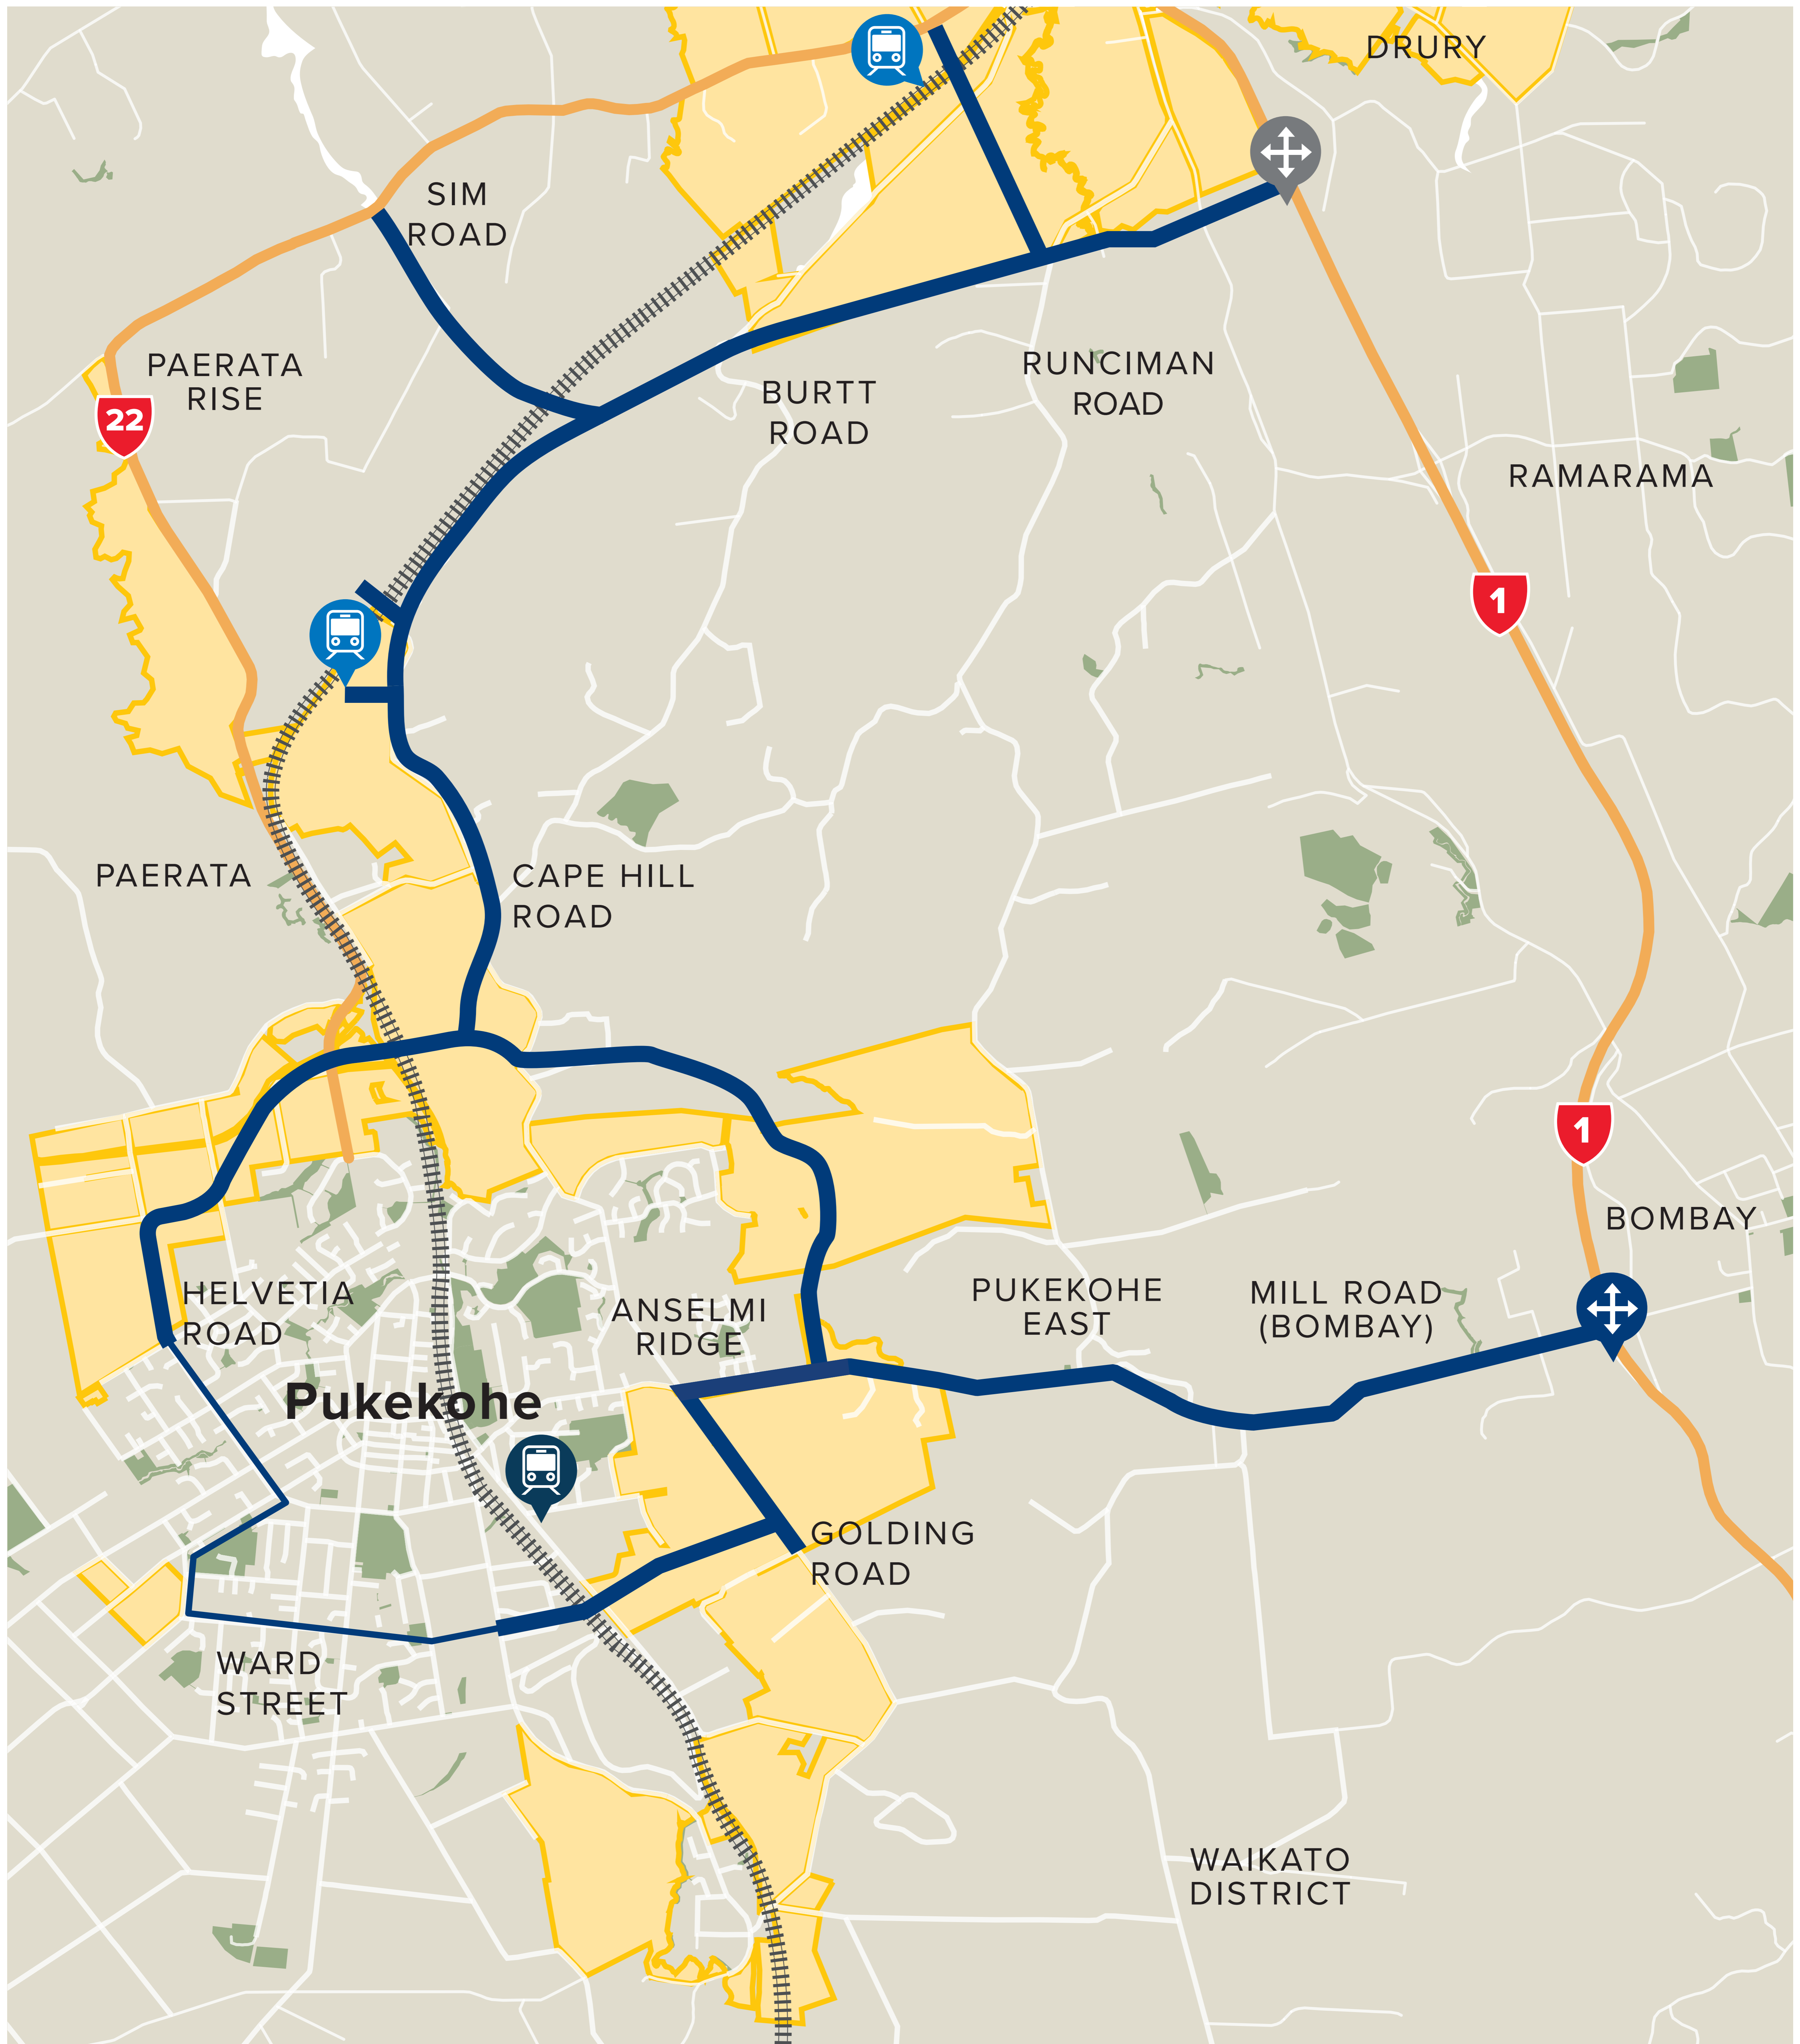 DRURY
SIM
ROAD
PAERATA
RISE
22
BURTT
ROAD
RUNCIMAN
ROAD
RAMARAMA
1
PAERATA
CAPE HILL
ROAD
1
BOMBAY
HELVETIA
ROAD
ANSELMI
RIDGE
PUKEKOHE
EAST
MILL ROAD
(BOMBAY)
Pukekohe
GOLDING
ROAD
WARD
STREET
WAIKATO
DISTRICT